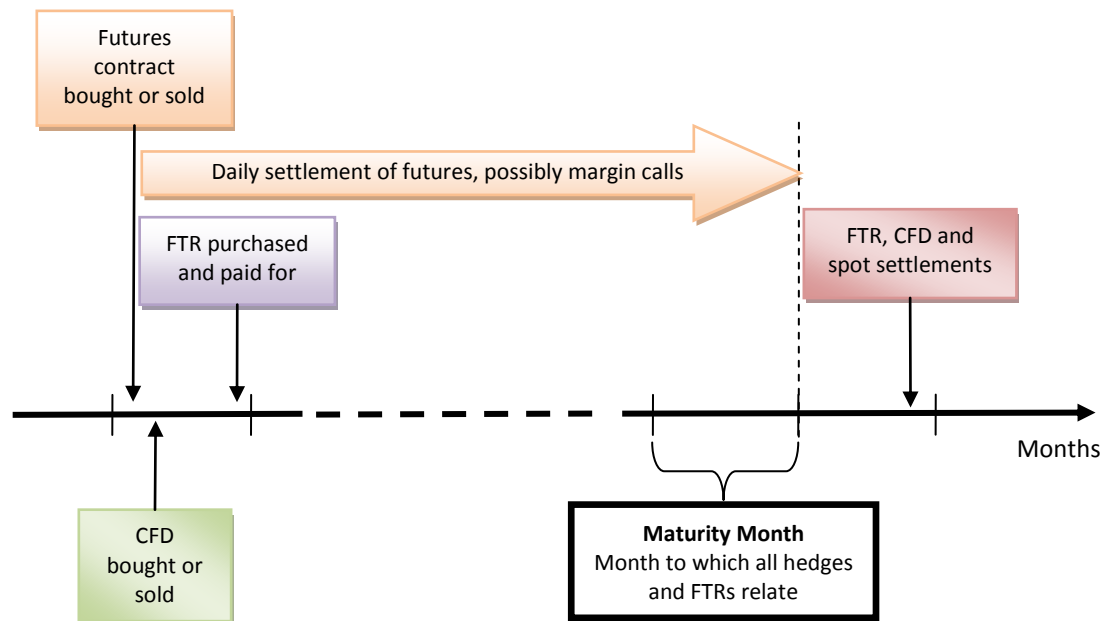 Futures
contract
bought or sold
Daily settlement of futures, possibly margin calls
FTR purchased
and paid for
FTR, CFD and
spot settlements
Months
CFD
bought or
sold
Maturity Month
Month to which all hedges
and FTRs relate